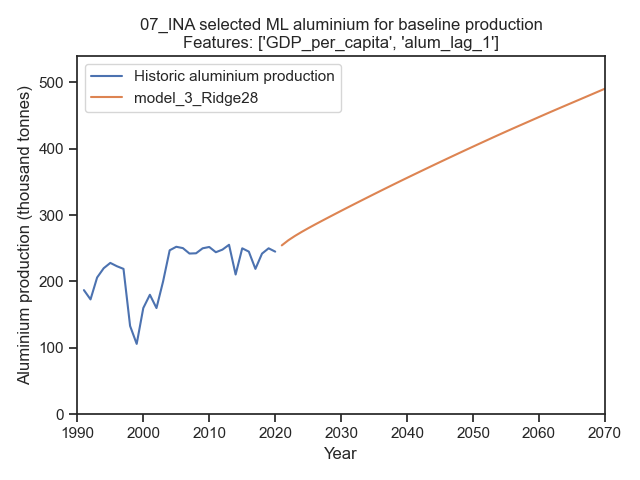 07_INA selected ML aluminium for baseline production
Features: ['GDP_per_capita', 'alum_lag_1']
Historic aluminium production
model_3_Ridge28
Aluminium production (thousand tonnes)
500
400
300
200
100
0
1990 2000 2010 2020 2030 2040 2050 2060 2070
Year